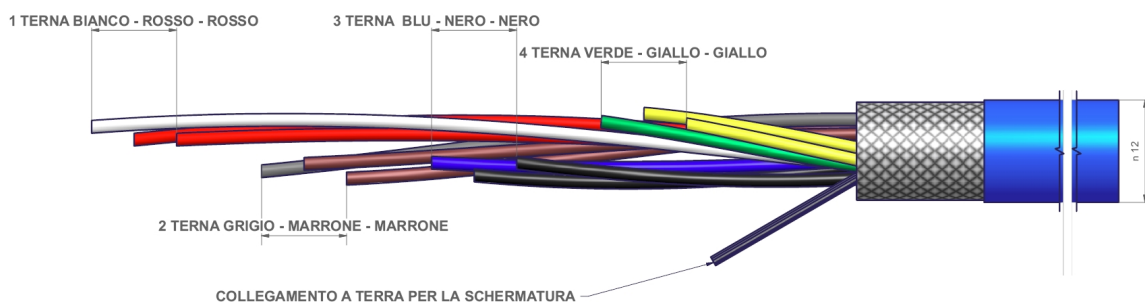 1 TERNA BIANCO - ROSSO - ROSSO
3 TERNA BLU - NERO - NERO
4 TERNA VERDE - GIALLO - GIALLO
n 12
2 TERNA GRIGIO - MARRONE - MARRONE
COLLEGAMENTO A TERRA PER LA SCHERMATURA